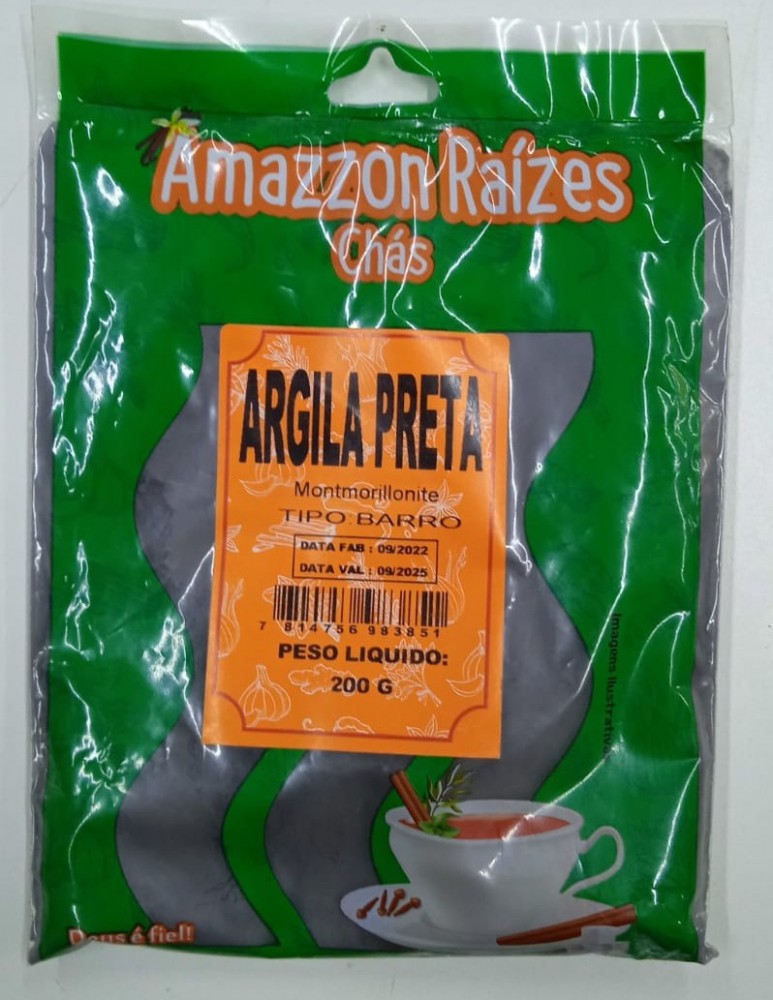 Amazzon Raízes
Chás
ARGILA PRETA
Montmorillonite
TIPO:BARRO
DATA FAB : 09/2022
DATA VAL : 09/2025
7 814756 983851
PESO LIQUIDO:
200 G
Imagens Ilustrativas
Deus é fiel!